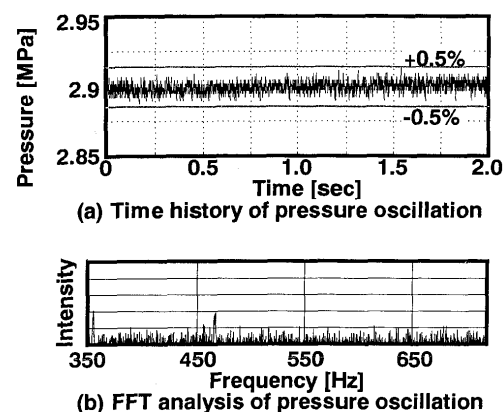 2.95
Pressure [MPa]
+0.5%
2.9
-0.5%
2.85
0 0.5 1.0 1.5 2.0
Time [sec]
(a) Time history of pressure oscillation
Intensity
350 450 550 650
Frequency [Hz]
(b) FFT analysis of pressure oscillation